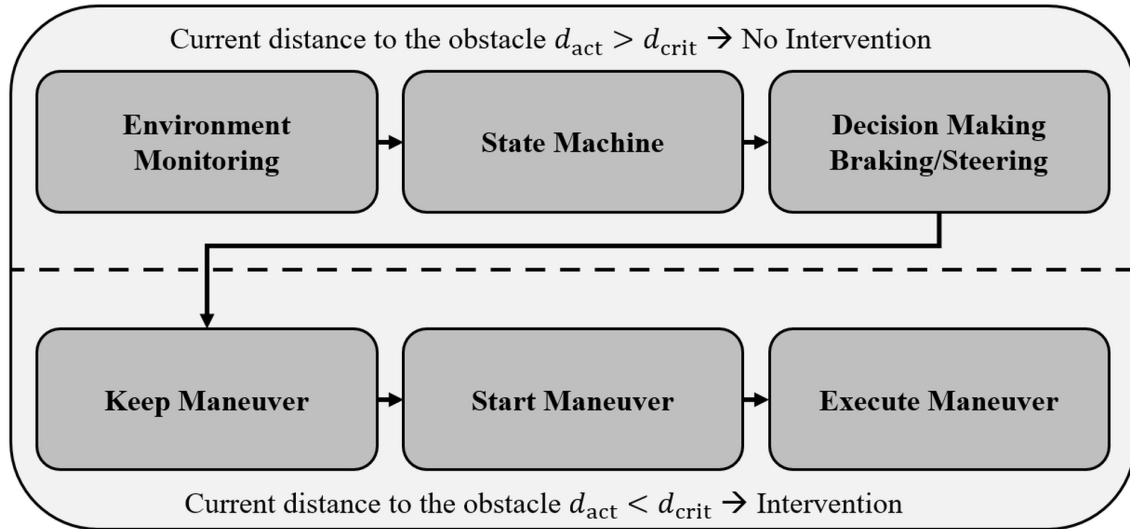 Current distance to the obstacle d_act > d_crit → No Intervention
Environment
Monitoring
State Machine
Decision Making
Braking/Steering
Keep Maneuver
Start Maneuver
Execute Maneuver
Current distance to the obstacle d_act < d_crit → Intervention